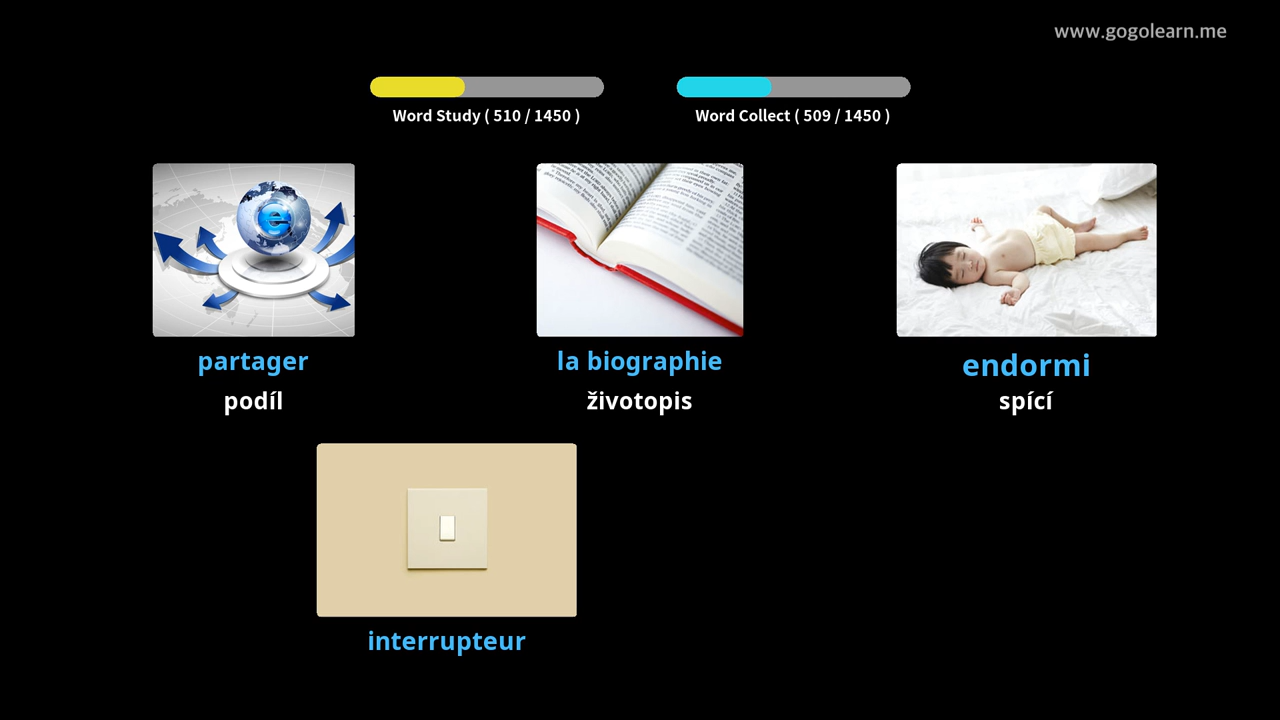 www.gogolearn.me
Word Study ( 510 / 1450 )
Word Collect ( 509 / 1450 )
e
partager
la biographie
endormi
podíl
životopis
spící
interrupteur